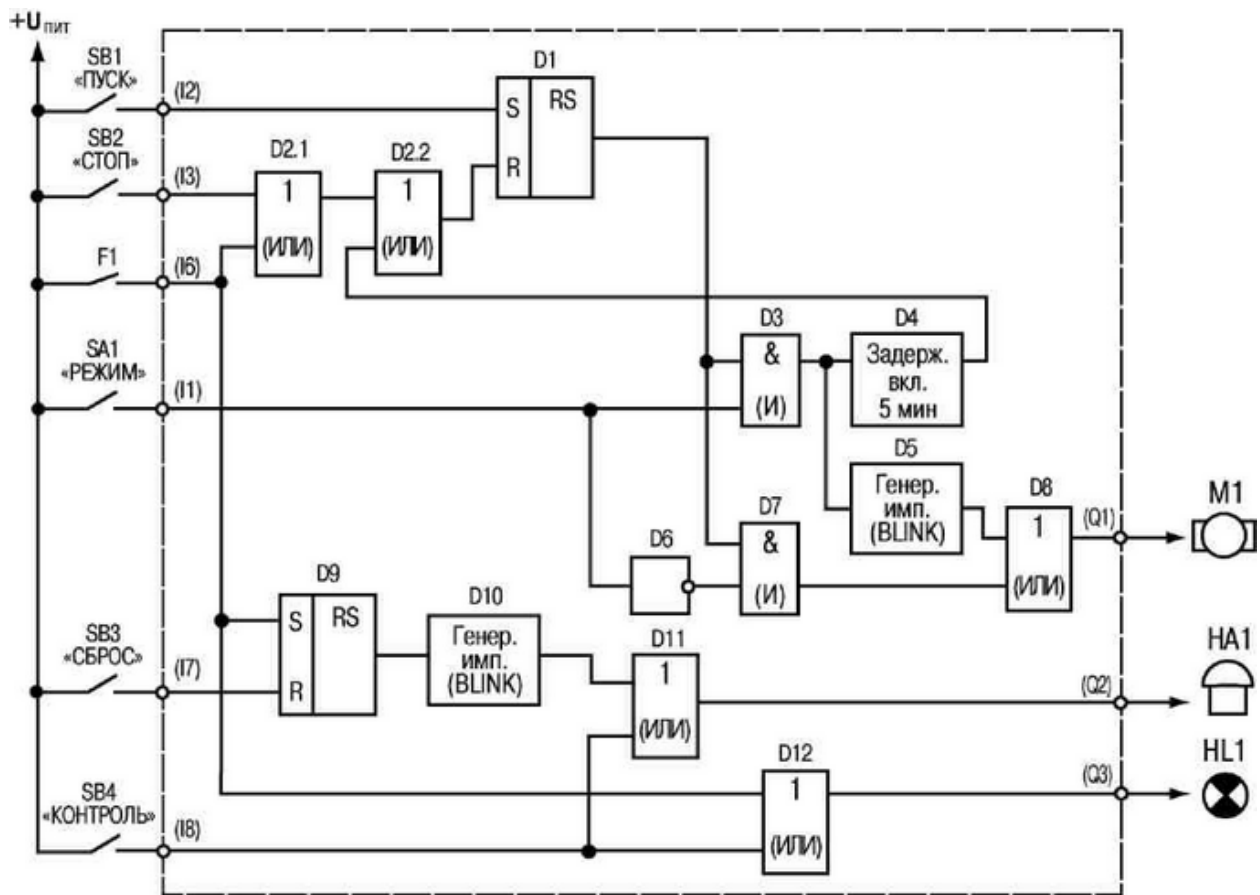 +Uпит
SB1
«ПУСК»
(I2)
D1
S
RS
R
SB2
«СТОП»
(I3)
D2.1
1
(ИЛИ)
D2.2
1
(ИЛИ)
F1
(I6)
SA1
«РЕЖИМ»
(I1)
D3
&
(И)
D4
Задерж.
вкл.
5 мин
D5
Генер.
имп.
(BLINK)
D6
D7
&
(И)
D8
1
(ИЛИ)
(Q1)
M1
D9
S
RS
R
SB3
«СБРОС»
(I7)
D10
Генер.
имп.
(BLINK)
D11
1
(ИЛИ)
(Q2)
HA1
SB4
«КОНТРОЛЬ»
(I8)
D12
1
(ИЛИ)
(Q3)
HL1